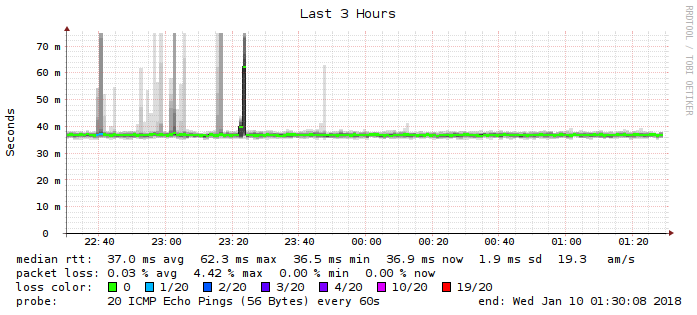 Last 3 Hours
RRDTOOL / TOBI OETIKER
Seconds
70 m
60 m
50 m
40 m
30 m
20 m
10 m
0
22:40 23:00 23:20 23:40 00:00 00:20 00:40 01:00 01:20
median rtt: 37.0 ms avg 62.3 ms max 36.5 ms min 36.9 ms now 1.9 ms sd 19.3 am/s
packet loss: 0.03 % avg 4.42 % max 0.00 % min 0.00 % now
loss color: 0 1/20 2/20 3/20 4/20 10/20 19/20
probe: 20 ICMP Echo Pings (56 Bytes) every 60s end: Wed Jan 10 01:30:08 2018